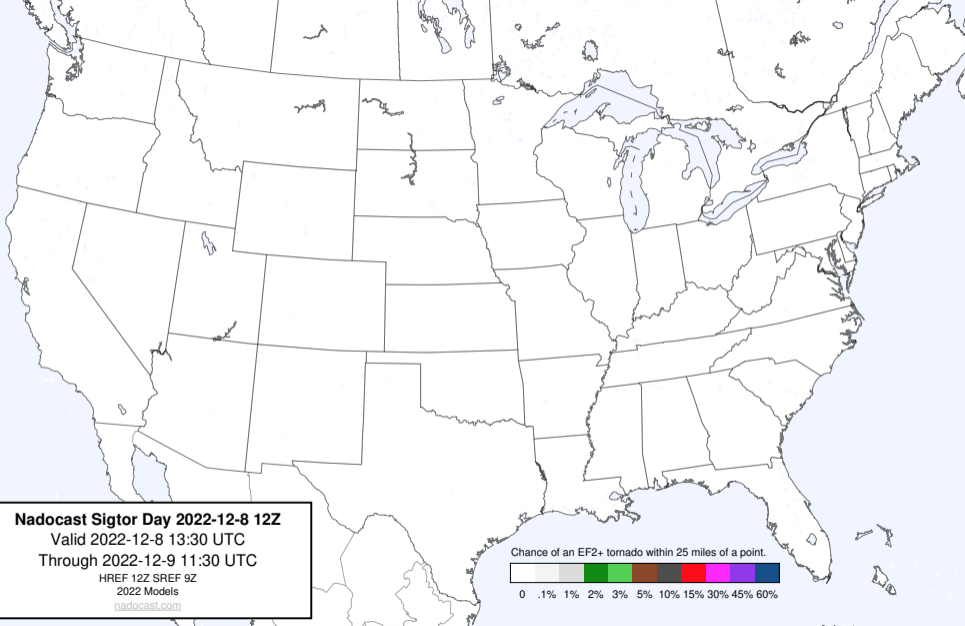 Nadocast Sigtor Day 2022-12-8 12Z
Valid 2022-12-8 13:30 UTC
Through 2022-12-9 11:30 UTC
HREF 12Z SREF 9Z
2022 Models
nadocast.com
Chance of an EF2+ tornado within 25 miles of a point.
0 .1% 1% 2% 3% 5% 10% 15% 30% 45% 60%